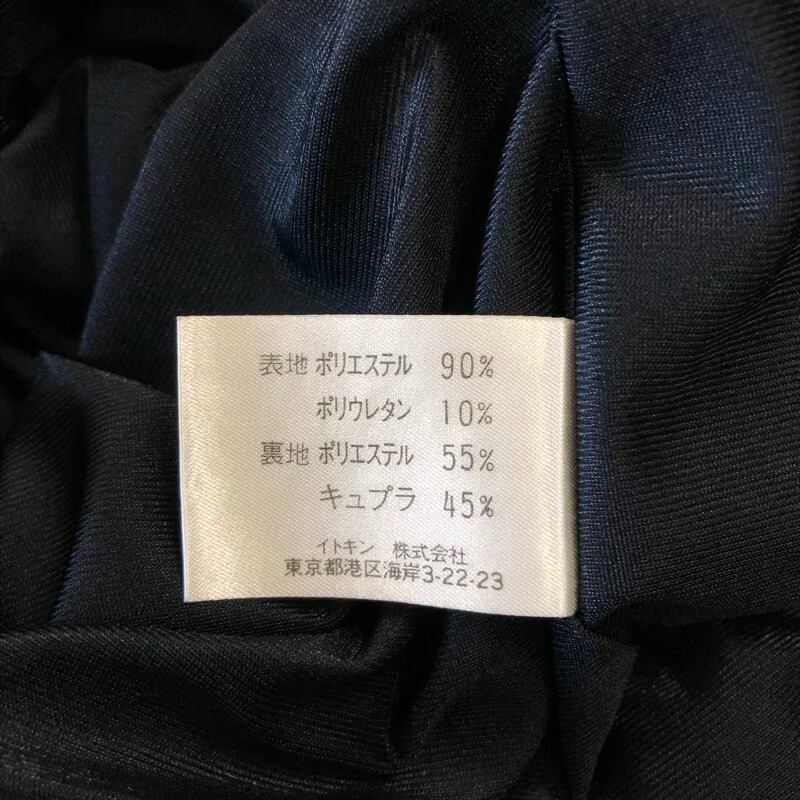 表地 ポリエステル 90%
ポリウレタン 10%
裏地 ポリエステル 55%
キュプラ 45%
イトキン 株式会社
東京都港区海岸3-22-23